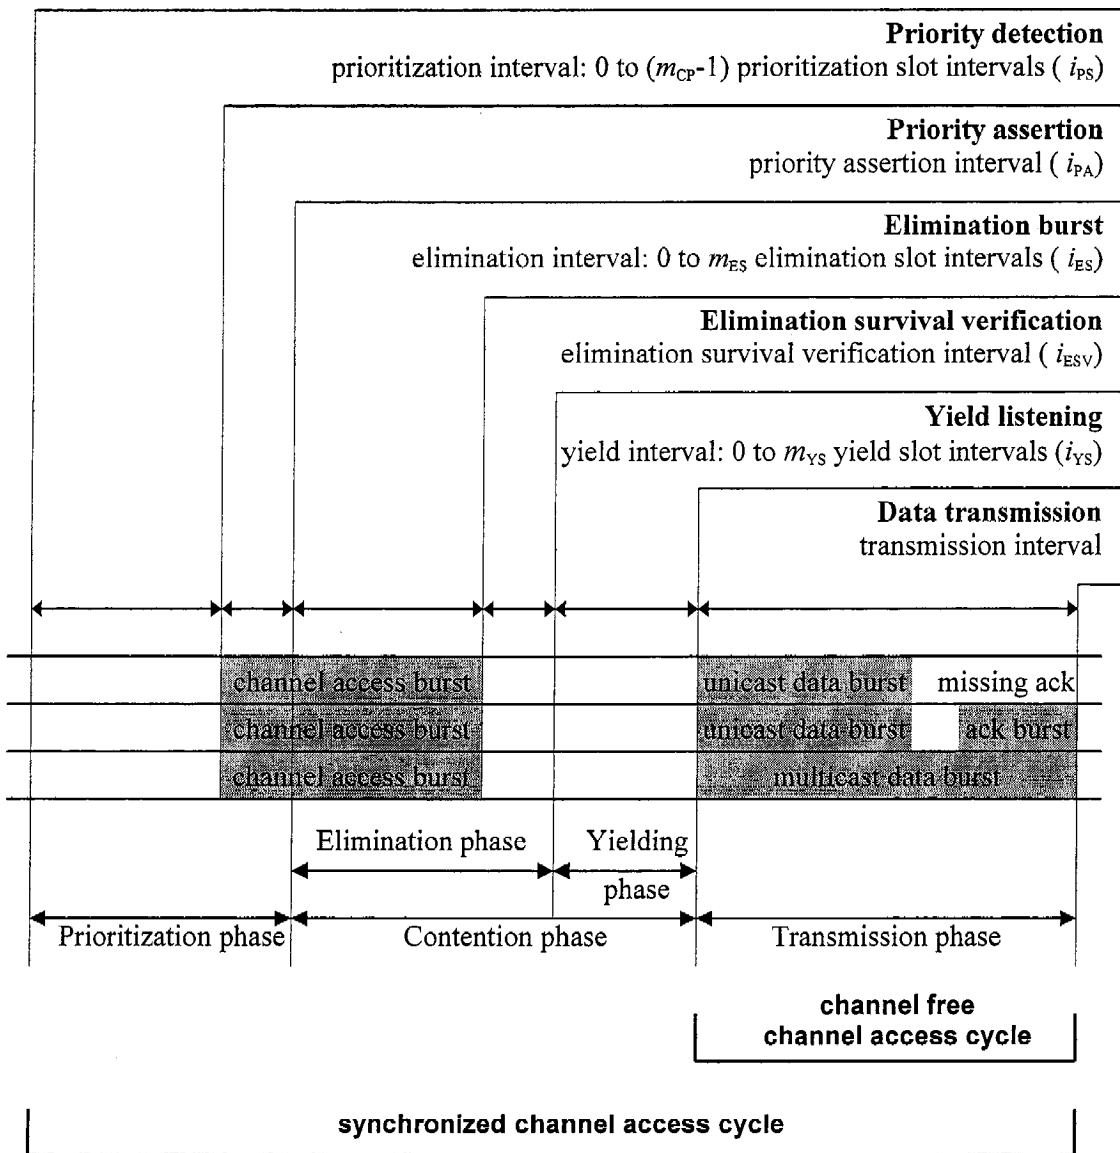 Priority detection
prioritization interval: 0 to (mCP-1) prioritization slot intervals ( iPS)
Priority assertion
priority assertion interval ( iPA)
Elimination burst
elimination interval: 0 to mES elimination slot intervals ( iES)
Elimination survival verification
elimination survival verification interval ( iESV)
Yield listening
yield interval: 0 to mYS yield slot intervals (iYS)
Data transmission
transmission interval
channel access burst unicast data burst missing ack
channel access burst unicast data burst ack burst
channel access burst multicast data burst
Elimination phase Yielding
phase
Prioritization phase Contention phase Transmission phase
channel free
channel access cycle
synchronized channel access cycle